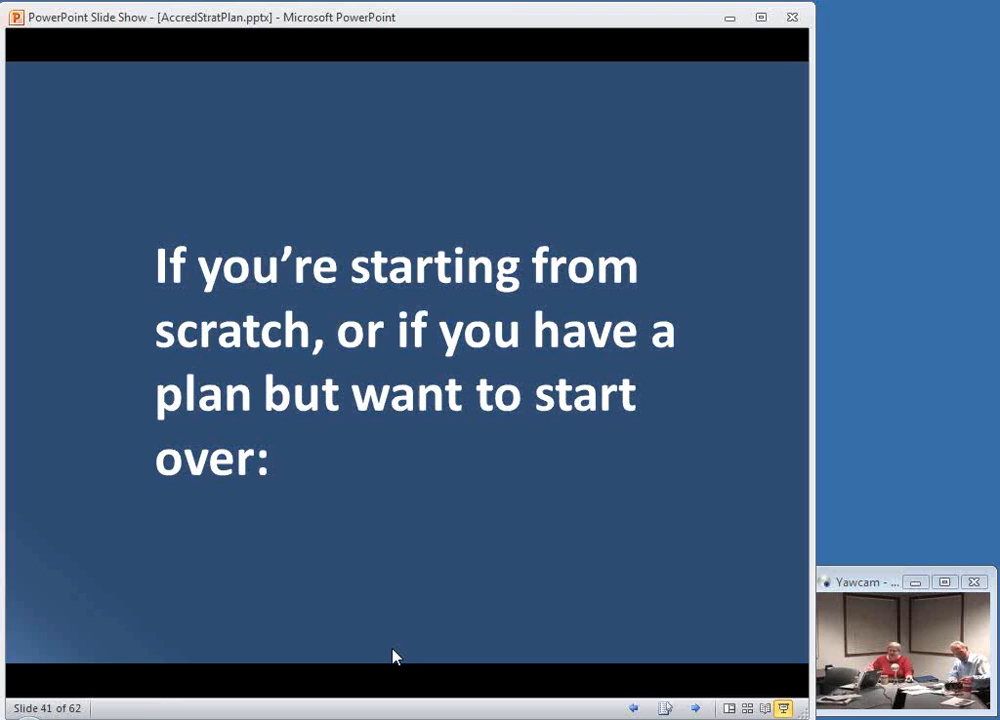 PowerPoint Slide Show - [AccredStratPlan.pptx] - Microsoft PowerPoint
If you’re starting from
scratch, or if you have a
plan but want to start
over:
Yawcam - ...
Slide 41 of 62